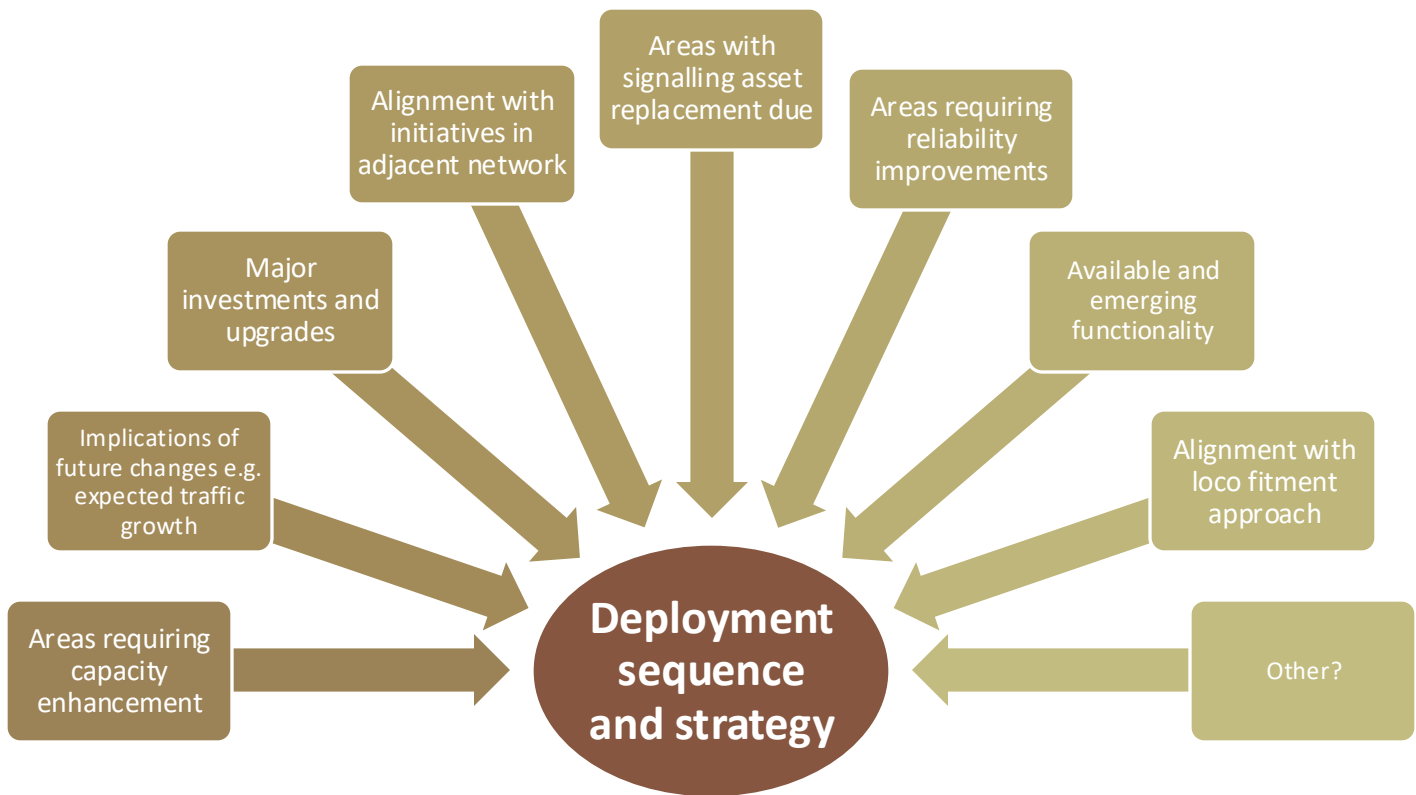 Areas with
signalling asset
replacement due
Alignment with
initiatives in
adjacent network
Areas requiring
reliability
improvements
Major
investments and
upgrades
Available and
emerging
functionality
Implications of
future changes e.g.
expected traffic
growth
Alignment with
loco fitment
approach
Areas requiring
capacity
enhancement
Deployment
sequence
and strategy
Other?